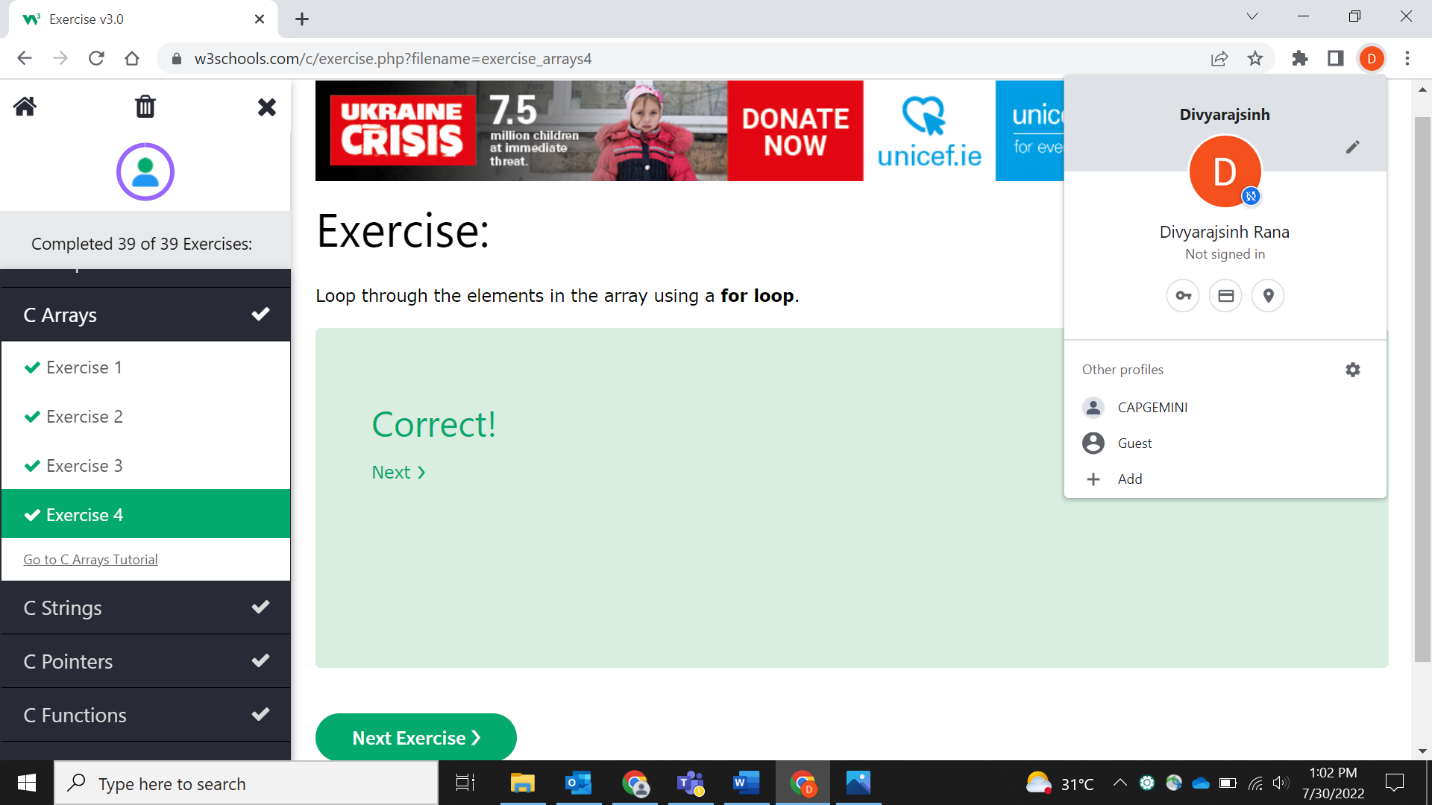 Exercise v3.0
w3schools.com/c/exercise.php?filename=exercise_arrays4
D
Completed 39 of 39 Exercises:
C Arrays
Exercise 1
Exercise 2
Exercise 3
Exercise 4
Go to C Arrays Tutorial
C Strings
C Pointers
C Functions
UKRAINE
CRISIS
7.5
million children
at immediate
threat.
DONATE
NOW
unicef.ie
unic
for eve
Exercise:
Loop through the elements in the array using a for loop.
Correct!
Next ❯
Next Exercise ❯
Divyarajsinh
D
Divyarajsinh Rana
Not signed in
Other profiles
CAPGEMINI
Guest
Add
Type here to search
31°C
1:02 PM
7/30/2022